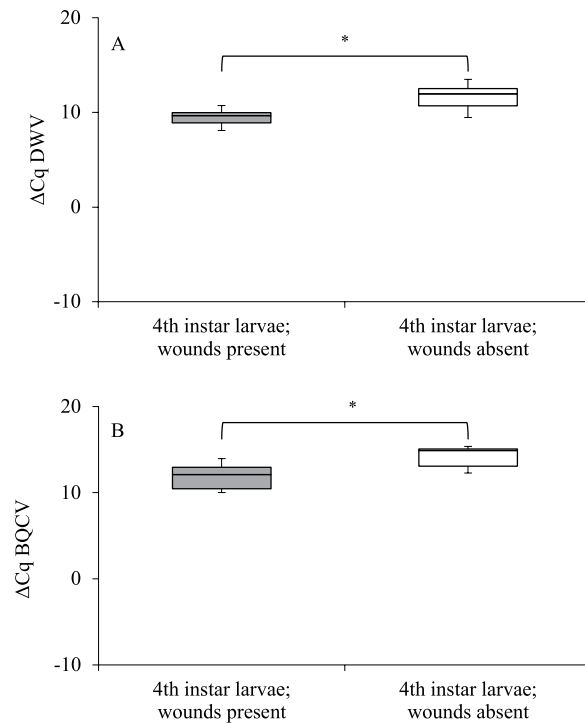 20
A
*
10
ΔCq DWV
0
-10
4th instar larvae;
wounds present
4th instar larvae;
wounds absent
20
B
*
10
ΔCq BQCV
0
-10
4th instar larvae;
wounds present
4th instar larvae;
wounds absent